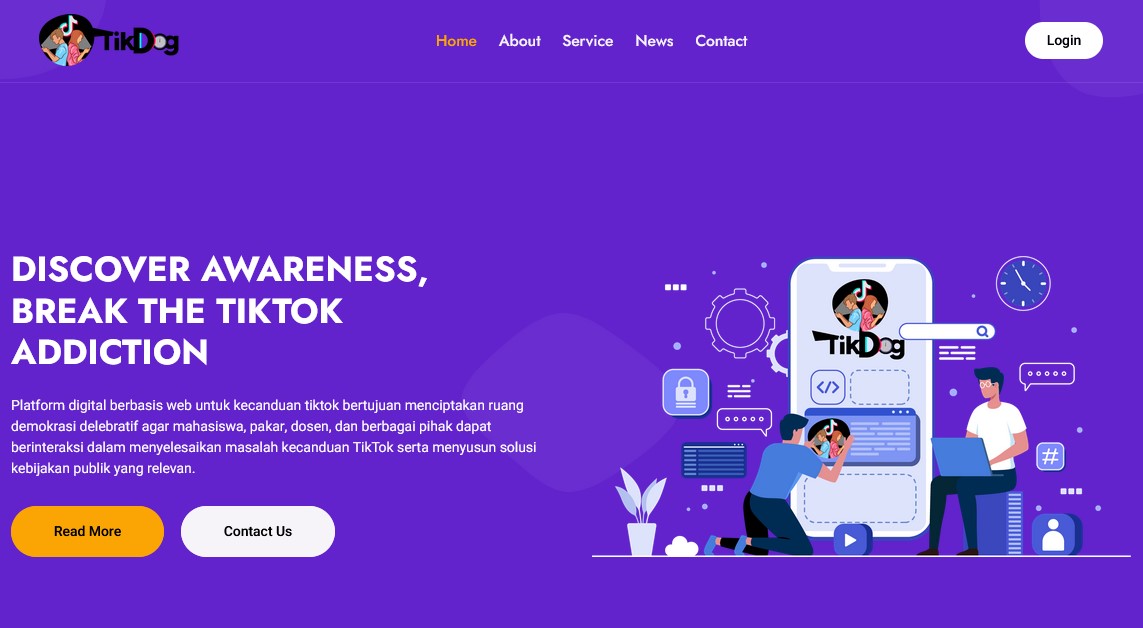 TikDog
Home About Service News Contact
Login
DISCOVER AWARENESS,
BREAK THE TIKTOK
ADDICTION
Platform digital berbasis web untuk kecanduan tiktok bertujuan menciptakan ruang
demokrasi delebratif agar mahasiswa, pakar, dosen, dan berbagai pihak dapat
berinteraksi dalam menyelesaikan masalah kecanduan TikTok serta menyusun solusi
kebijakan publik yang relevan.
Read More Contact Us
TikDog
</>
#